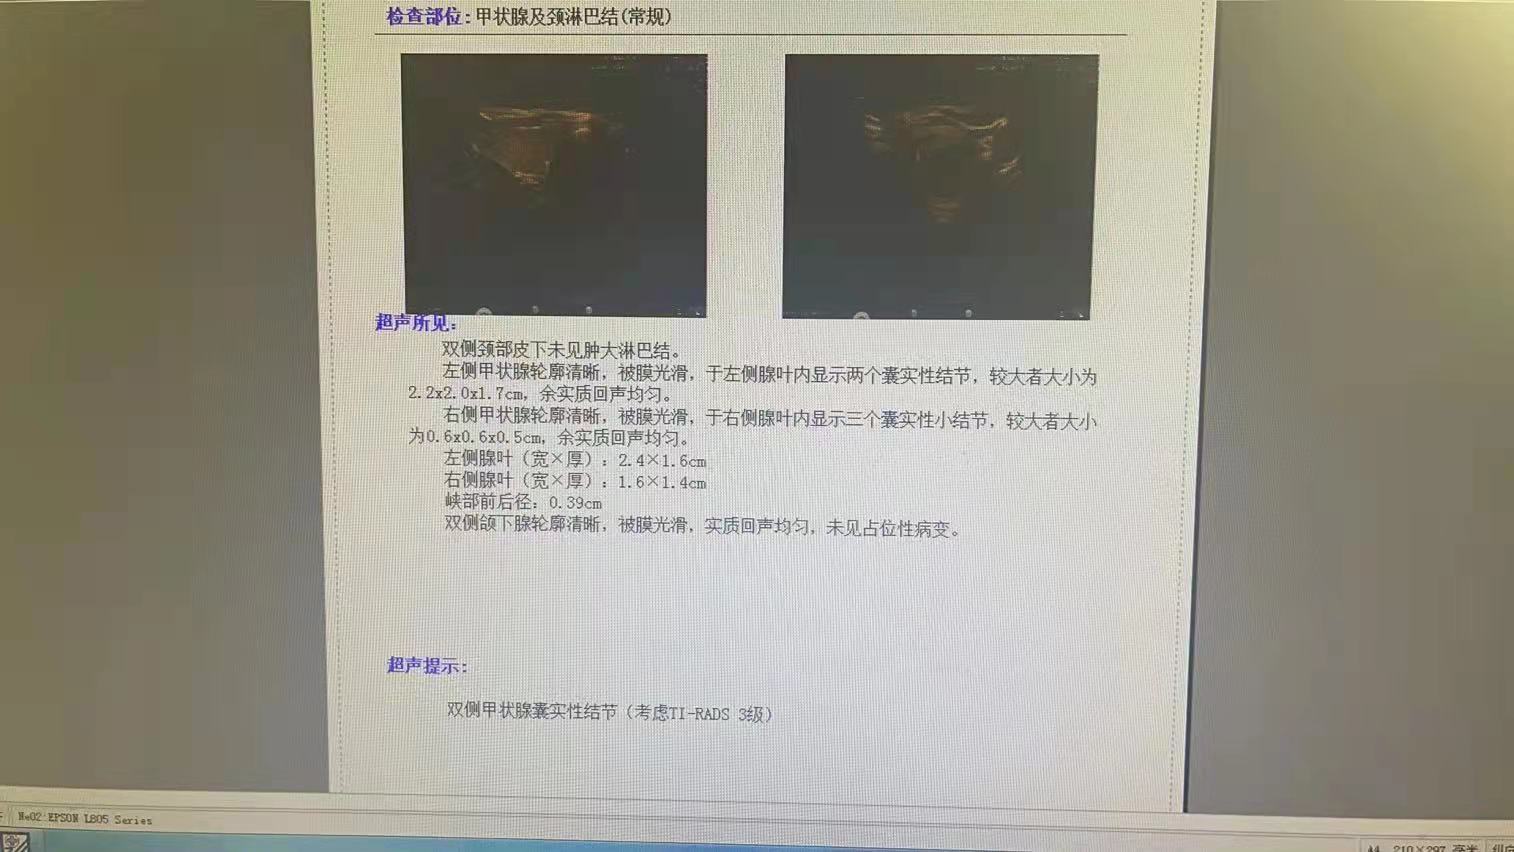 检查部位:甲状腺及颈淋巴结(常规)
超声所见:
双侧颈部皮下未见肿大淋巴结。
左侧甲状腺轮廓清晰，被膜光滑，于左侧腺叶内显示两个囊实性结节，较大者大小为
2.2x2.0x1.7cm，余实质回声均匀。
右侧甲状腺轮廓清晰，被膜光滑，于右侧腺叶内显示三个囊实性小结节，较大者大小
为0.6x0.6x0.5cm，余实质回声均匀。
左侧腺叶（宽×厚）：2.4×1.6cm
右侧腺叶（宽×厚）：1.6×1.4cm
峡部前后径：0.39cm
双侧颌下腺轮廓清晰，被膜光滑，实质回声均匀，未见占位性病变。
超声提示:
双侧甲状腺囊实性结节（考虑TI-RADS 3级）
Ne02:EPSON L805 Series
A4 210×297 毫米 纵向